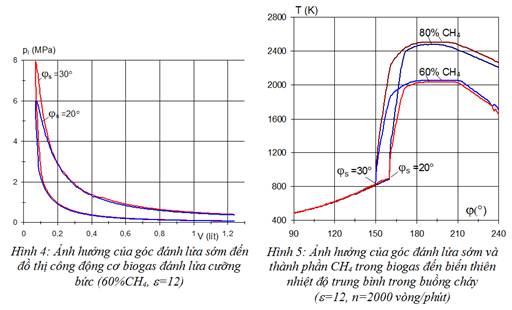 pᵢ (MPa)
8
φs =30°
6
φs =20°
4
2
0
0
0.2
0.4
0.6
0.8
1
1.2
V (lít)
Hình 4: Ảnh hưởng của góc đánh lửa sớm đến
đồ thị công động cơ biogas đánh lửa cưỡng
bức (60%CH₄, ε=12)
T (K)
2800
80% CH₄
2400
60% CH₄
2000
1600
1200
φs =30°
φs =20°
800
400
90
120
150
180
210
240
φ(°)
Hình 5: Ảnh hưởng của góc đánh lửa sớm và
thành phần CH₄ trong biogas đến biến thiên
nhiệt độ trung bình trong buồng cháy
(ε=12, n=2000 vòng/phút)